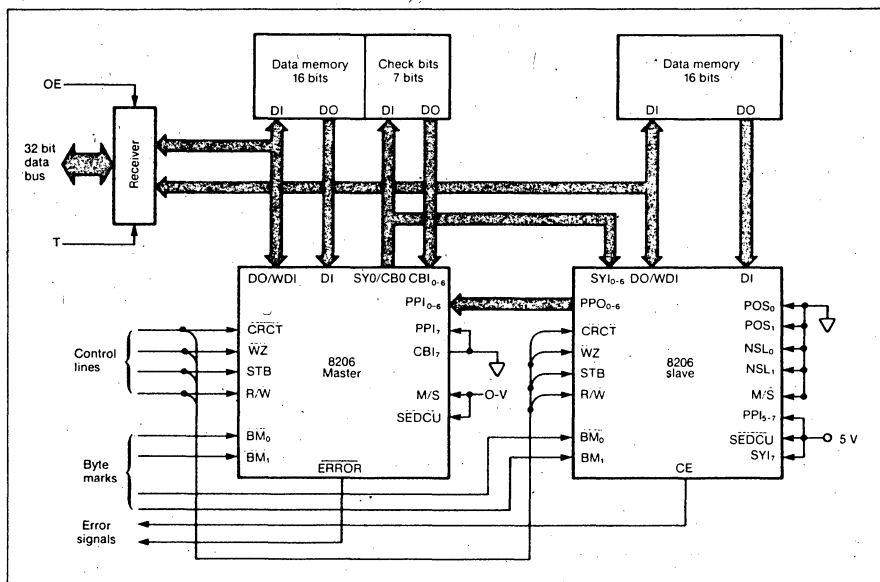 Data memory
16 bits
DI DO
Check bits
7 bits
DI DO
Data memory
16 bits
DI DO
OE
32 bit
data
bus
Receiver
T
DO/WDI DI SY0/CB0 CBI0-6
PPI0-6
CRCT
WZ
STB
R/W
BM0
BM1
PPI7
CBI7
M/S
SEDCU
O-V
8206
Master
ERROR
SYI0-6 DO/WDI DI
PPO0-6
CRCT
WZ
STB
R/W
BM0
BM1
8206
slave
CE
POS0
POS1
NSL0
NSL1
M/S
PPI5-7
SEDCU
SYI7
5 V
Control
lines
Byte
marks
Error
signals